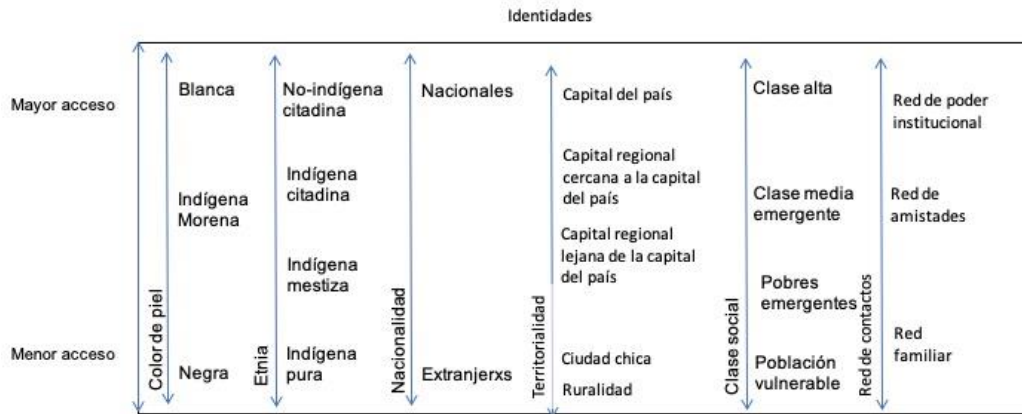 Identidades
Mayor acceso
Menor acceso
Color de piel
Blanca
Indígena
Morena
Negra
Etnia
No-indígena
citadina
Indígena
citadina
Indígena
mestiza
Indígena
pura
Nacionalidad
Nacionales
Extranjerxs
Territorialidad
Capital del país
Capital regional
cercana a la capital
del país
Capital regional
lejana de la capital
del país
Ciudad chica
Ruralidad
Clase social
Clase alta
Clase media
emergente
Pobres
emergentes
Población
vulnerable
Red de contactos
Red de poder
institucional
Red de
amistades
Red
familiar